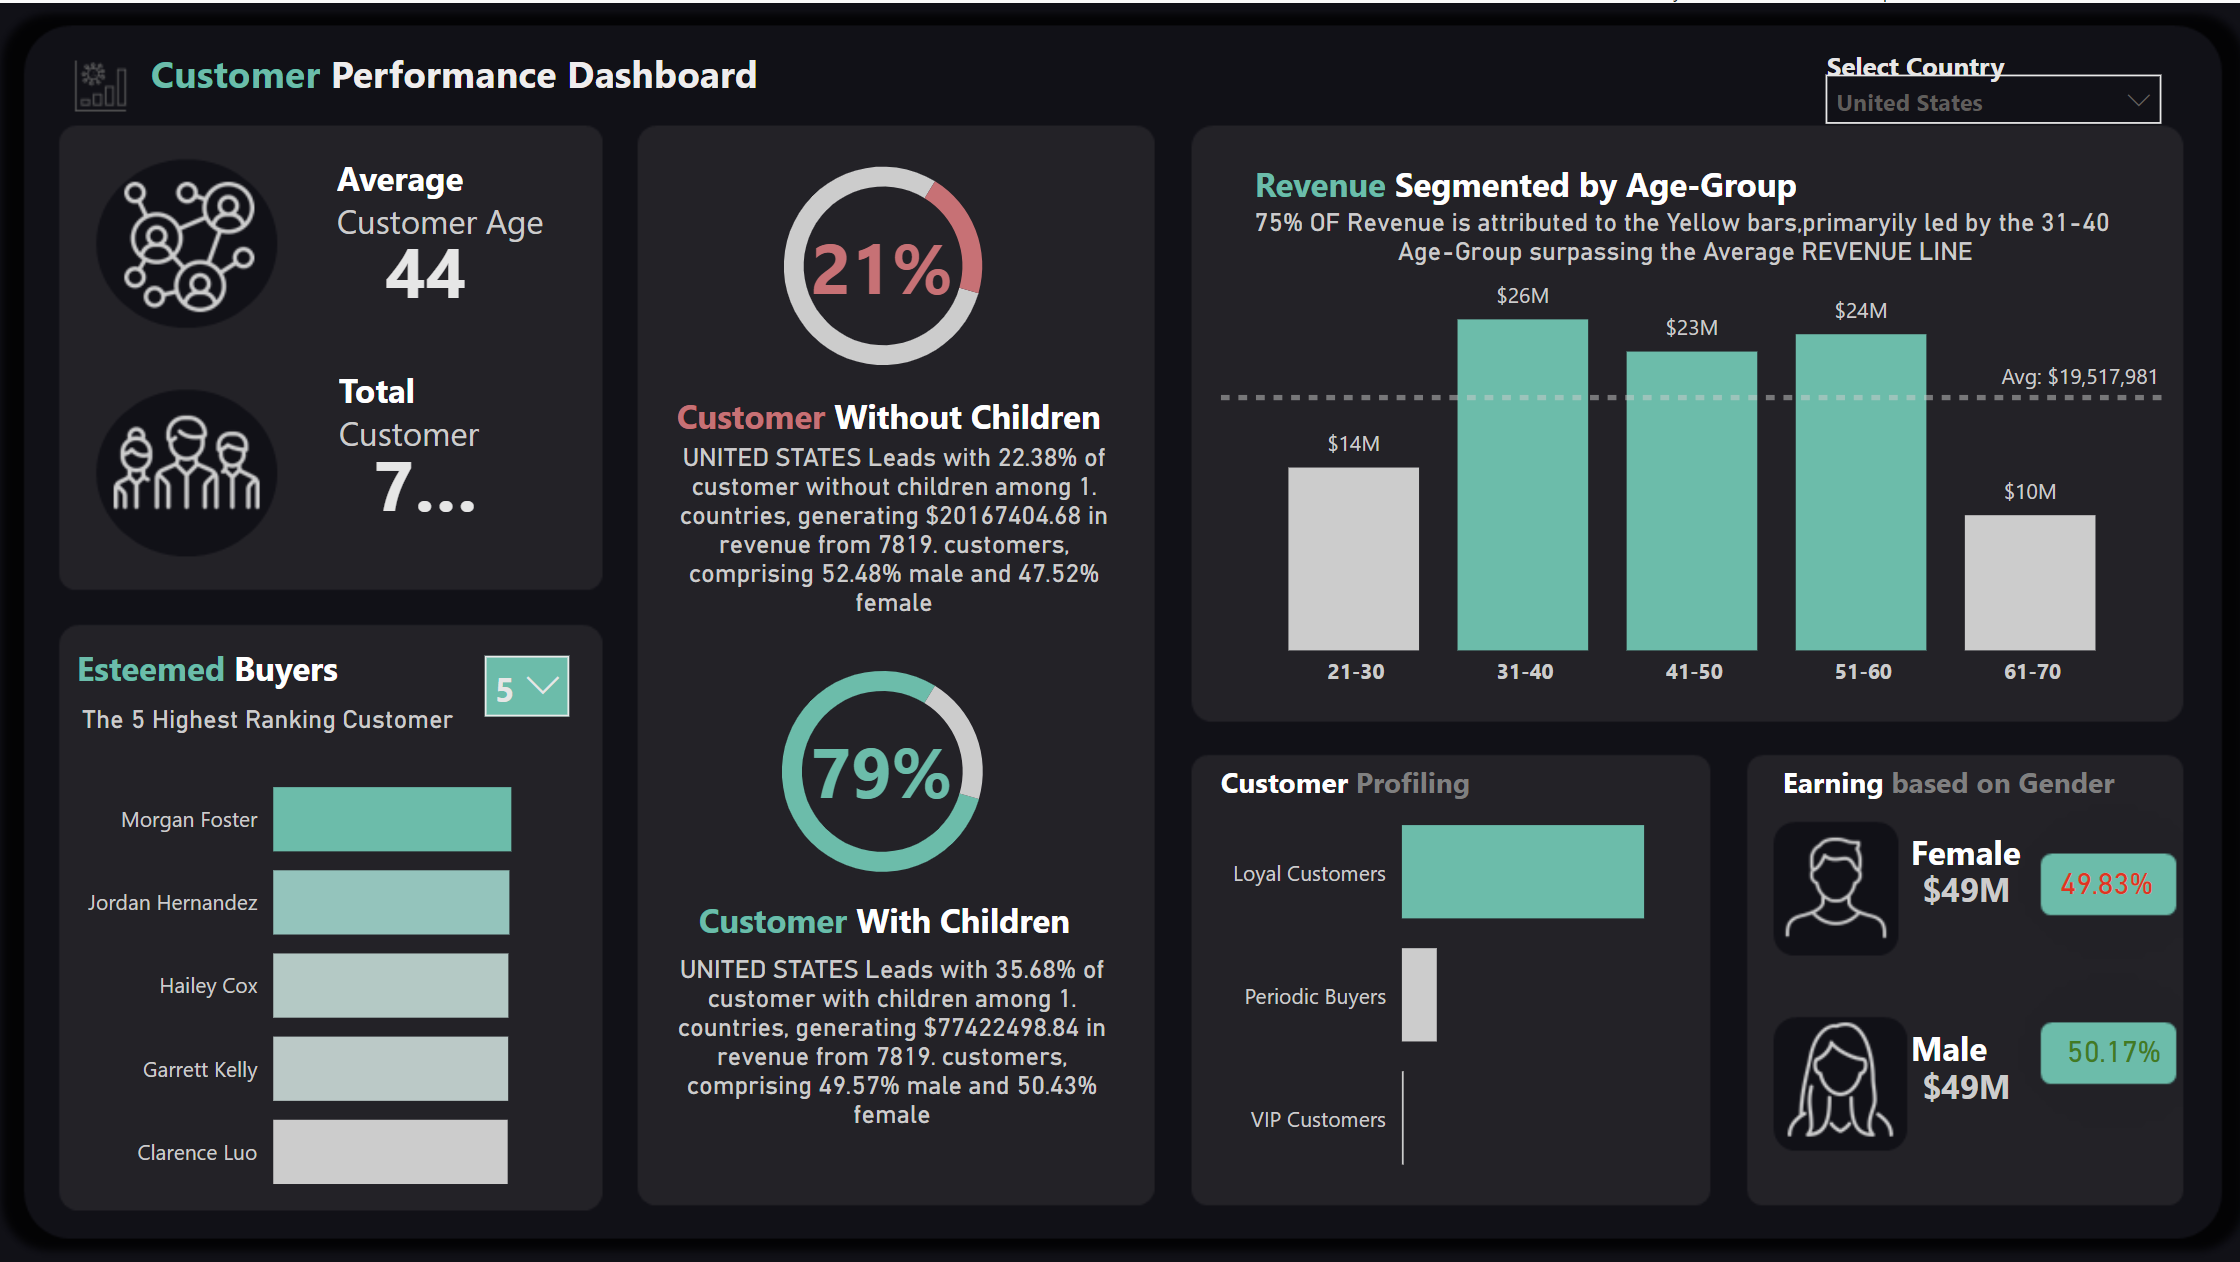 Customer Performance Dashboard
Select Country
United States
Average
Customer Age
44
Total
Customer
7...
Esteemed Buyers
5
The 5 Highest Ranking Customer
Morgan Foster
Jordan Hernandez
Hailey Cox
Garrett Kelly
Clarence Luo
21%
Customer Without Children
UNITED STATES Leads with 22.38% of
customer without children among 1.
countries, generating $20167404.68 in
revenue from 7819. customers,
comprising 52.48% male and 47.52%
female
79%
Customer With Children
UNITED STATES Leads with 35.68% of
customer with children among 1.
countries, generating $77422498.84 in
revenue from 7819. customers,
comprising 49.57% male and 50.43%
female
Revenue Segmented by Age-Group
75% OF Revenue is attributed to the Yellow bars,primaryily led by the 31-40
Age-Group surpassing the Average REVENUE LINE
$14M
$26M
$23M
$24M
$10M
Avg: $19,517,981
21-30
31-40
41-50
51-60
61-70
Customer Profiling
Loyal Customers
Periodic Buyers
VIP Customers
Earning based on Gender
Female
$49M
49.83%
Male
$49M
50.17%